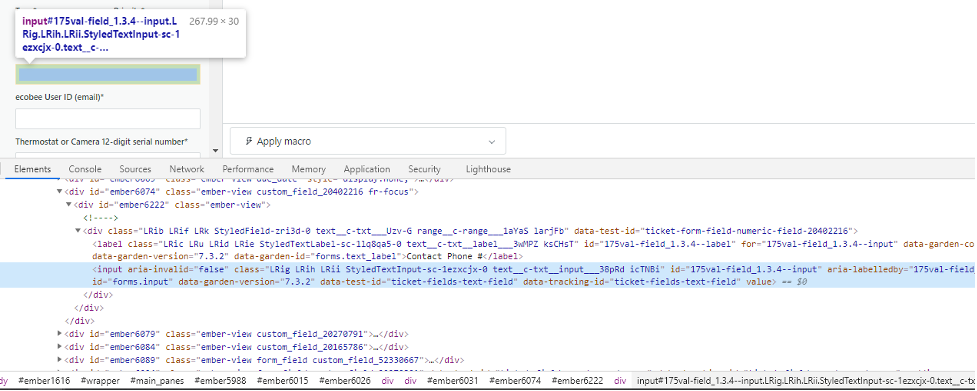 input#175val-field_1.3.4--input.L 267.99 × 30
Rig.LRih.LRii.StyledTextInput-sc-1
ezxcjx-0.text__c-…
ecobee User ID (email)*
Thermostat or Camera 12-digit serial number*
Apply macro
Elements Console Sources Network Performance Memory Application Security Lighthouse
<div id="ember6074" class="ember-view custom_field_20402216 fr-focus">
<div id="ember6222" class="ember-view">
<!---->
<div class="LRib LRif LRk StyledField-zri3d-0 text__c-txt___Uzv-G range__c-range___laYaS larjfB" data-test-id="ticket-form-field-numeric-field-20402216">
<label class="LRic LRu LRid LRie StyledTextLabel-sc-1lq8qa5-0 text__c-txt__label___3wMPZ ksCHsT" id="175val-field_1.3.4--label" for="175val-field_1.3.4--input" data-garden-co
data-garden-version="7.3.2" data-garden-id="forms.text_label">Contact Phone #</label>
<input aria-invalid="false" class="LRig LRih LRii StyledTextInput-sc-1ezxcjx-0 text__c-txt__input___38pRd icTNBi" id="175val-field_1.3.4--input" aria-labelledby="175val-field
id="forms.input" data-garden-version="7.3.2" data-test-id="ticket-fields-text-field" data-tracking-id="ticket-fields-text-field" value> == $0
</div>
</div>
</div>
<div id="ember6079" class="ember-view custom_field_20270791">…</div>
<div id="ember6084" class="ember-view custom_field_20165786">…</div>
<div id="ember6089" class="ember-view form_field custom_field_52330667">…</div>
dy #ember1616 #wrapper #main_panes #ember5988 #ember6015 #ember6026 div div #ember6031 #ember6074 #ember6222 div input#175val-field_1.3.4--input.LRig.LRih.LRii.StyledTextInput-sc-1ezxcjx-0.text__c-t